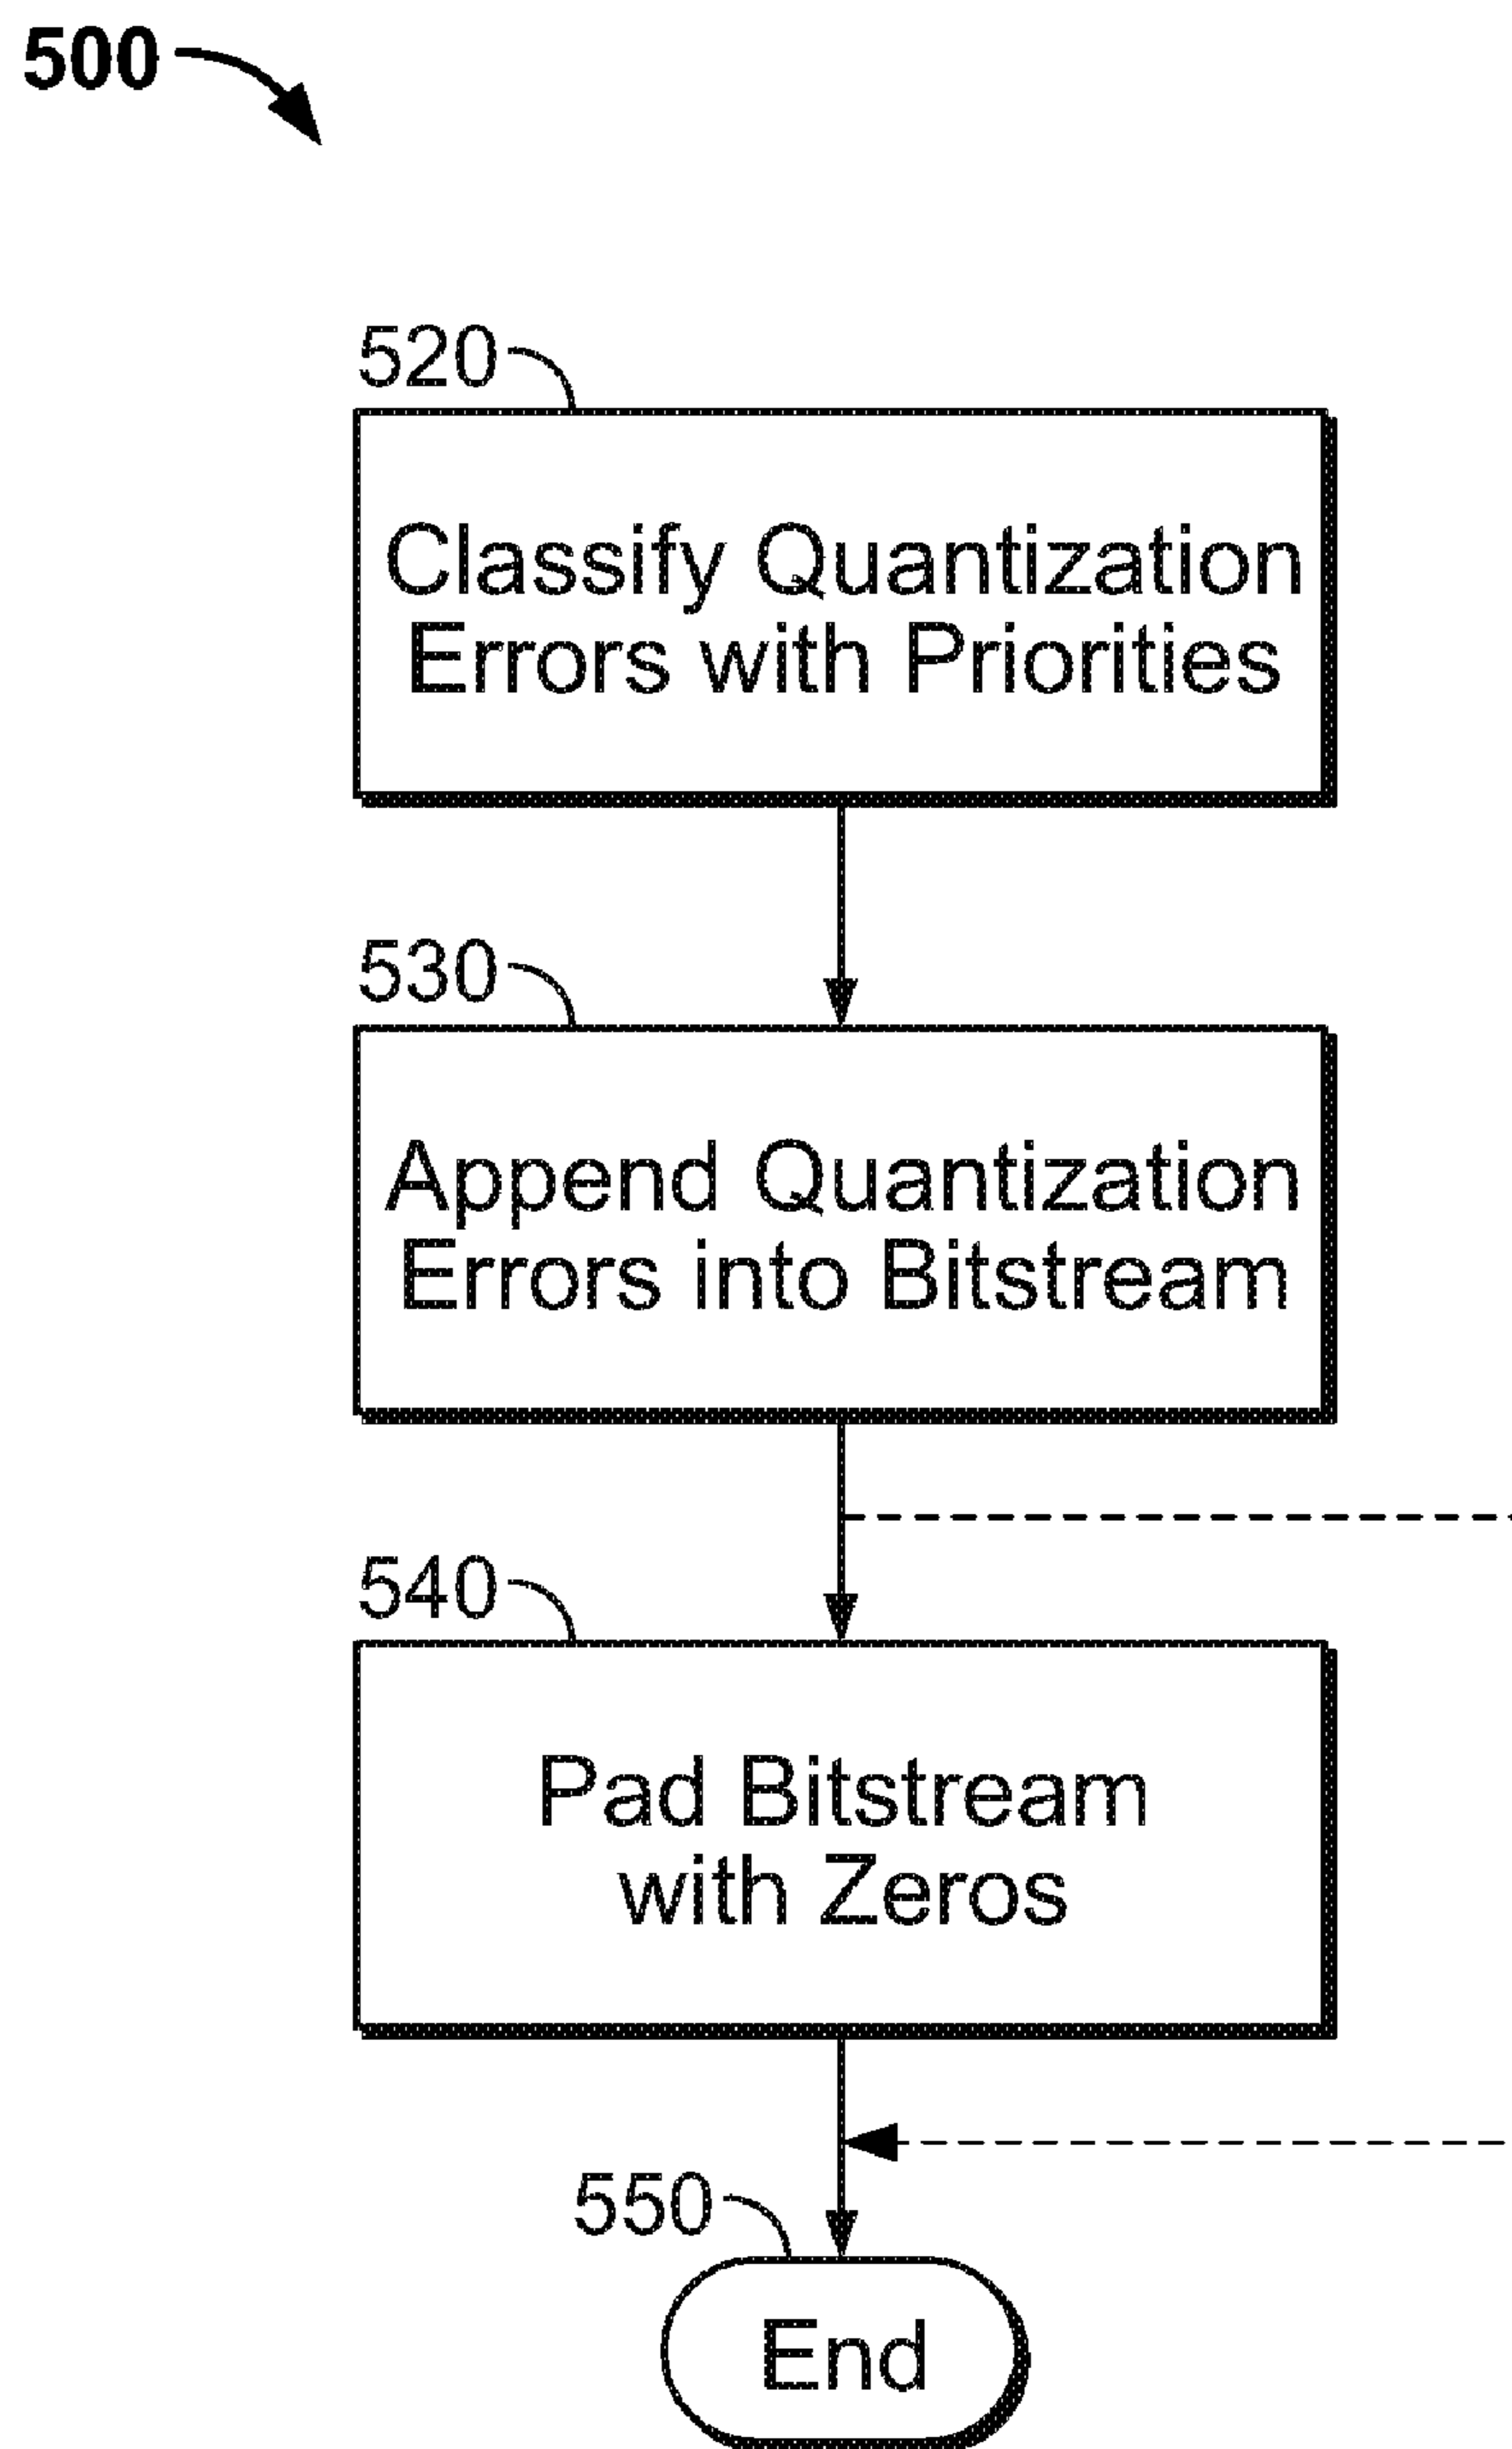 500
520
Classify Quantization
Errors with Priorities
530
Append Quantization
Errors into Bitstream
540
Pad Bitstream
with Zeros
550
End